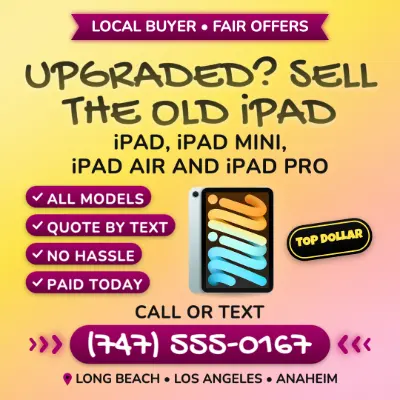 LOCAL BUYER • FAIR OFFERS
UPGRADED? SELL
THE OLD iPAD
iPAD, iPAD MINI,
iPAD AIR AND iPAD PRO
ALL MODELS
QUOTE BY TEXT
NO HASSLE
PAID TODAY
TOP DOLLAR
CALL OR TEXT
(747) 555-0167
LONG BEACH • LOS ANGELES • ANAHEIM